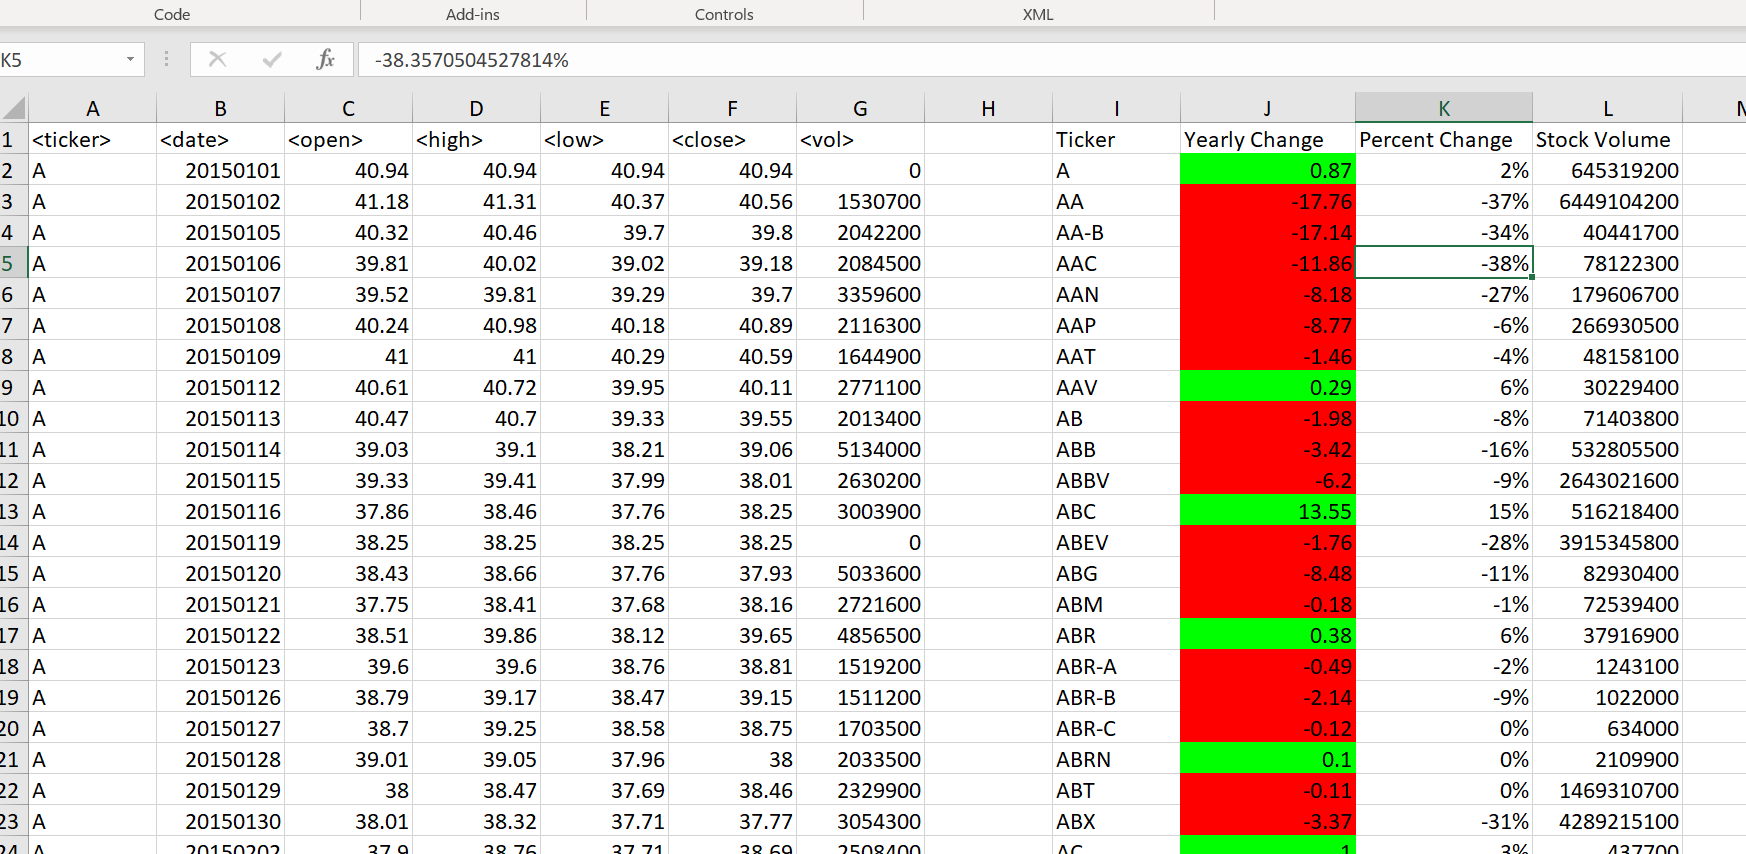 Code Add-ins Controls XML
K5 fx -38.3570504527814%
A B C D E F G H I J K L
1 <ticker> <date> <open> <high> <low> <close> <vol> Ticker Yearly Change Percent Change Stock Volume
2 A 20150101 40.94 40.94 40.94 40.94 0 A 0.87 2% 645319200
3 A 20150102 41.18 41.31 40.37 40.56 1530700 AA -17.76 -37% 6449104200
4 A 20150105 40.32 40.46 39.7 39.8 2042200 AA-B -17.14 -34% 40441700
5 A 20150106 39.81 40.02 39.02 39.18 2084500 AAC -11.86 -38% 78122300
6 A 20150107 39.52 39.81 39.29 39.7 3359600 AAN -8.18 -27% 179606700
7 A 20150108 40.24 40.98 40.18 40.89 2116300 AAP -8.77 -6% 266930500
8 A 20150109 41 41 40.29 40.59 1644900 AAT -1.46 -4% 48158100
9 A 20150112 40.61 40.72 39.95 40.11 2771100 AAV 0.29 6% 30229400
10 A 20150113 40.47 40.7 39.33 39.55 2013400 AB -1.98 -8% 71403800
11 A 20150114 39.03 39.1 38.21 39.06 5134000 ABB -3.42 -16% 532805500
12 A 20150115 39.33 39.41 37.99 38.01 2630200 ABBV -6.2 -9% 2643021600
13 A 20150116 37.86 38.46 37.76 38.25 3003900 ABC 13.55 15% 516218400
14 A 20150119 38.25 38.25 38.25 38.25 0 ABEV -1.76 -28% 3915345800
15 A 20150120 38.43 38.66 37.76 37.93 5033600 ABG -8.48 -11% 82930400
16 A 20150121 37.75 38.41 37.68 38.16 2721600 ABM -0.18 -1% 72539400
17 A 20150122 38.51 39.86 38.12 39.65 4856500 ABR 0.38 6% 37916900
18 A 20150123 39.6 39.6 38.76 38.81 1519200 ABR-A -0.49 -2% 1243100
19 A 20150126 38.79 39.17 38.47 39.15 1511200 ABR-B -2.14 -9% 1022000
20 A 20150127 38.7 39.25 38.58 38.75 1703500 ABR-C -0.12 0% 634000
21 A 20150128 39.01 39.05 37.96 38 2033500 ABRN 0.1 0% 2109900
22 A 20150129 38 38.47 37.69 38.46 2329900 ABT -0.11 0% 1469310700
23 A 20150130 38.01 38.32 37.71 37.77 3054300 ABX -3.37 -31% 4289215100
24 A 20150202 37.9 38.76 37.71 38.69 2508400 AC 1 3% 437700